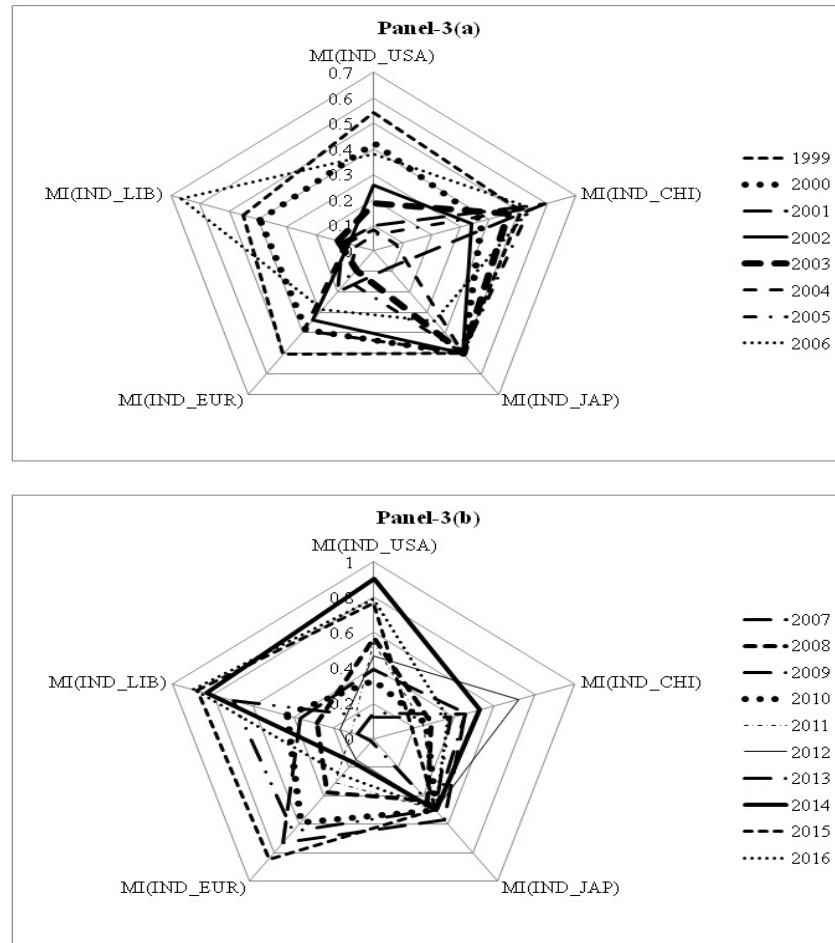 Panel-3(a)
MI(IND_USA)
0.7
0.6
0.5
0.4
0.3
0.2
0.1
0
MI(IND_CHI)
MI(IND_JAP)
MI(IND_EUR)
MI(IND_LIB)
1999
2000
2001
2002
2003
2004
2005
2006
Panel-3(b)
MI(IND_USA)
1
0.8
0.6
0.4
0.2
0
MI(IND_CHI)
MI(IND_JAP)
MI(IND_EUR)
MI(IND_LIB)
2007
2008
2009
2010
2011
2012
2013
2014
2015
2016